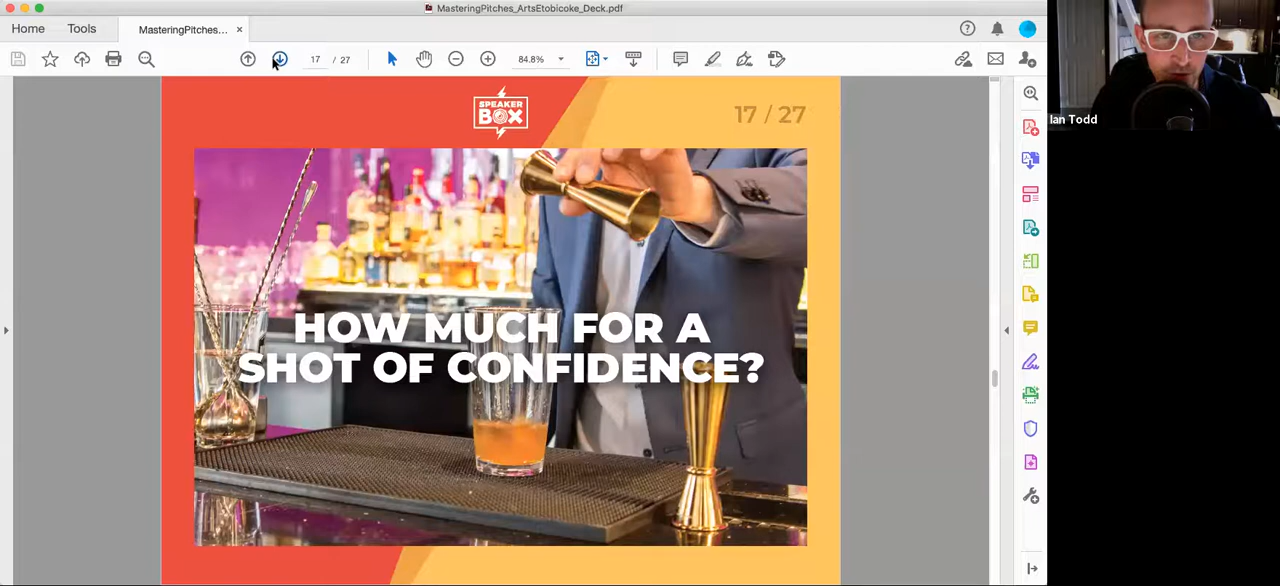 MasteringPitches_ArtsEtobicoke_Deck.pdf
Home
Tools
MasteringPitches...
17 / 27
84.8%
Ian Todd
SPEAKER
BOX
17 / 27
HOW MUCH FOR A
SHOT OF CONFIDENCE?